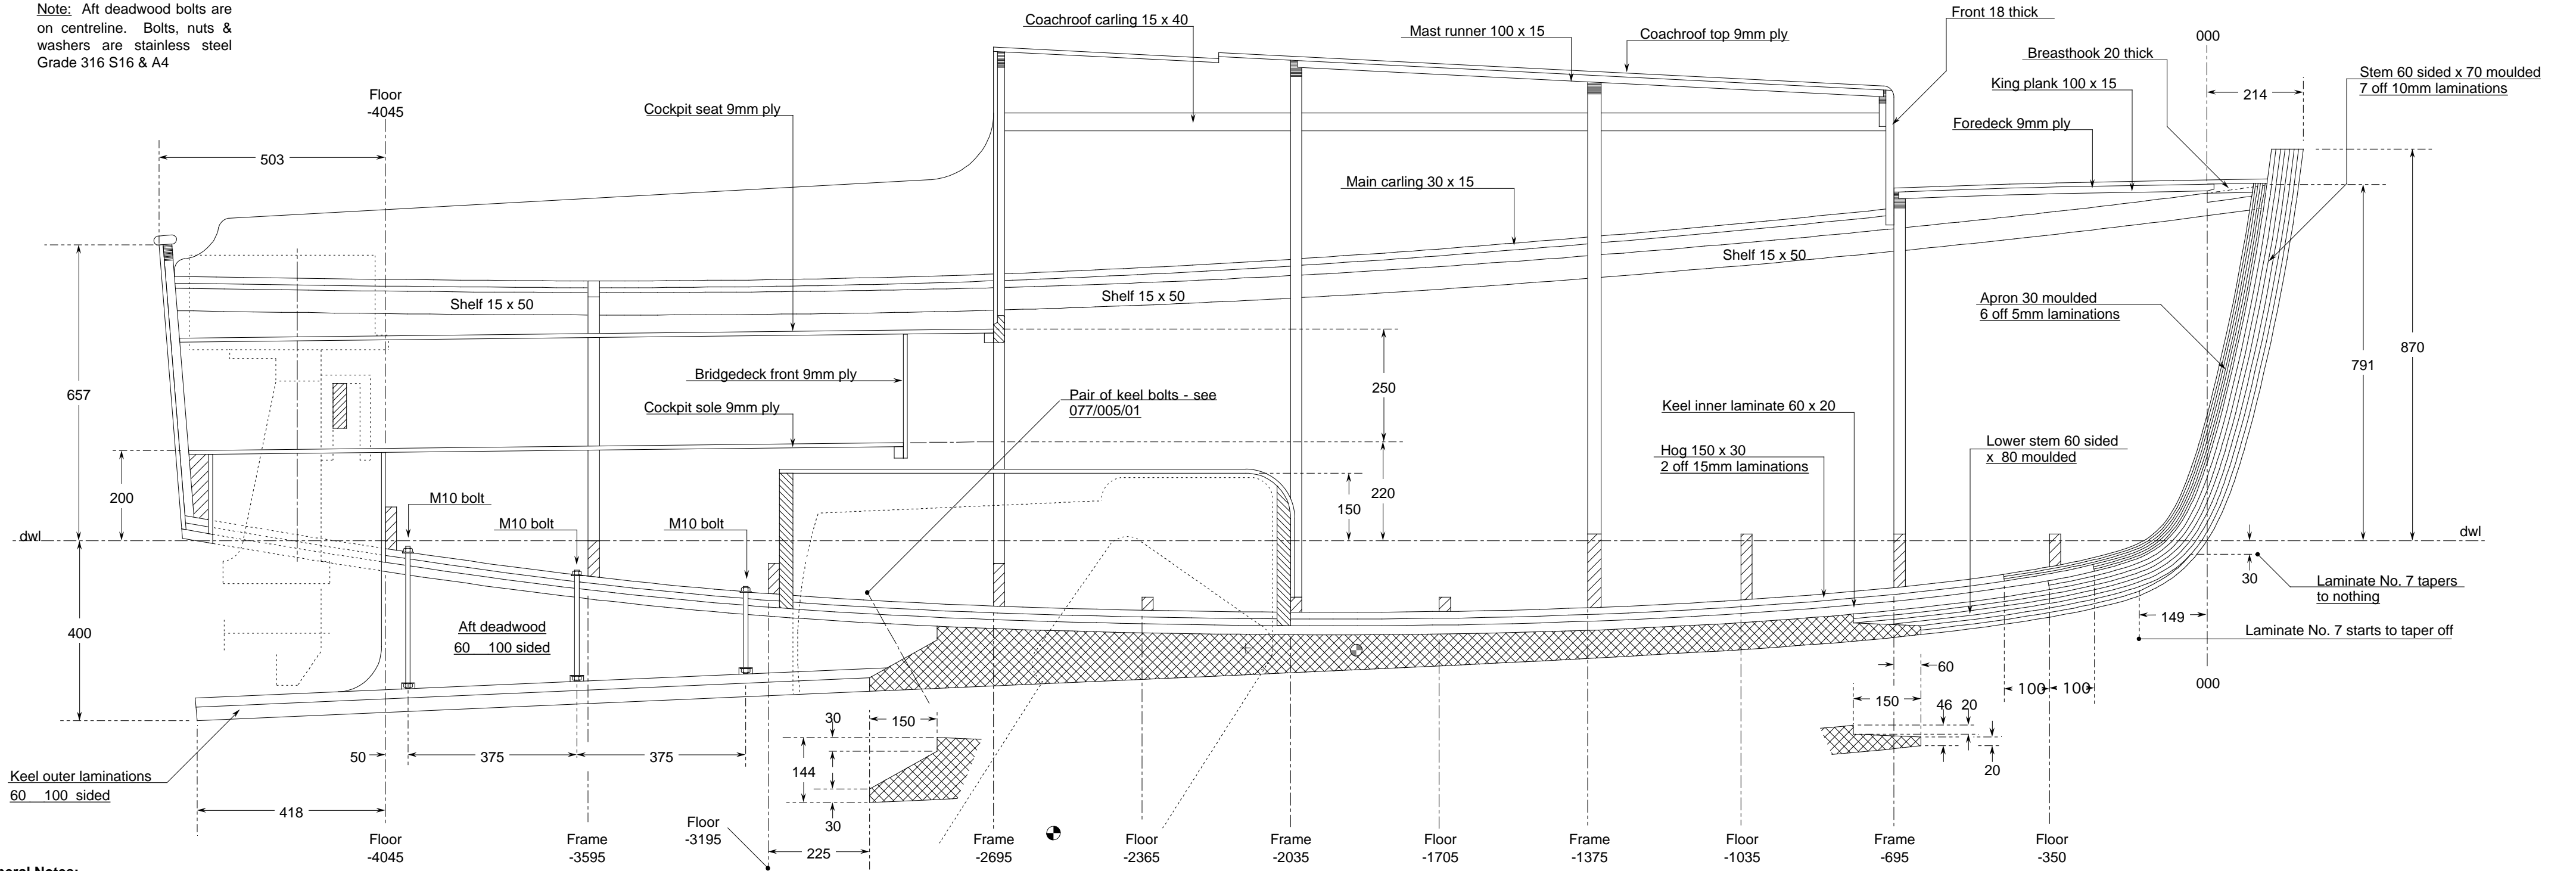 Note: Aft deadwood bolts are
on centreline. Bolts, nuts &
washers are stainless steel
Grade 316 S16 & A4
Coachroof carling 15 x 40
Mast runner 100 x 15
Coachroof top 9mm ply
Front 18 thick
000
Breasthook 20 thick
King plank 100 x 15
Stem 60 sided x 70 moulded
7 off 10mm laminations
214
Floor
-4045
Cockpit seat 9mm ply
Foredeck 9mm ply
503
Main carling 30 x 15
Shelf 15 x 50
Shelf 15 x 50
Shelf 15 x 50
Apron 30 moulded
6 off 5mm laminations
870
791
657
Bridgedeck front 9mm ply
250
Pair of keel bolts - see
077/005/01
Cockpit sole 9mm ply
Keel inner laminate 60 x 20
Lower stem 60 sided
x 80 moulded
Hog 150 x 30
2 off 15mm laminations
200
M10 bolt
M10 bolt
M10 bolt
220
150
dwl
dwl
30
Laminate No. 7 tapers
to nothing
149
Laminate No. 7 starts to taper off
400
Aft deadwood
60 100 sided
60
100
100
000
150
46
20
20
30
150
144
30
50
375
375
Keel outer laminations
60 100 sided
418
Floor
-4045
Frame
-3595
Floor
-3195
225
Frame
-2695
Floor
-2365
Frame
-2035
Floor
-1705
Frame
-1375
Floor
-1035
Frame
-695
Floor
-350